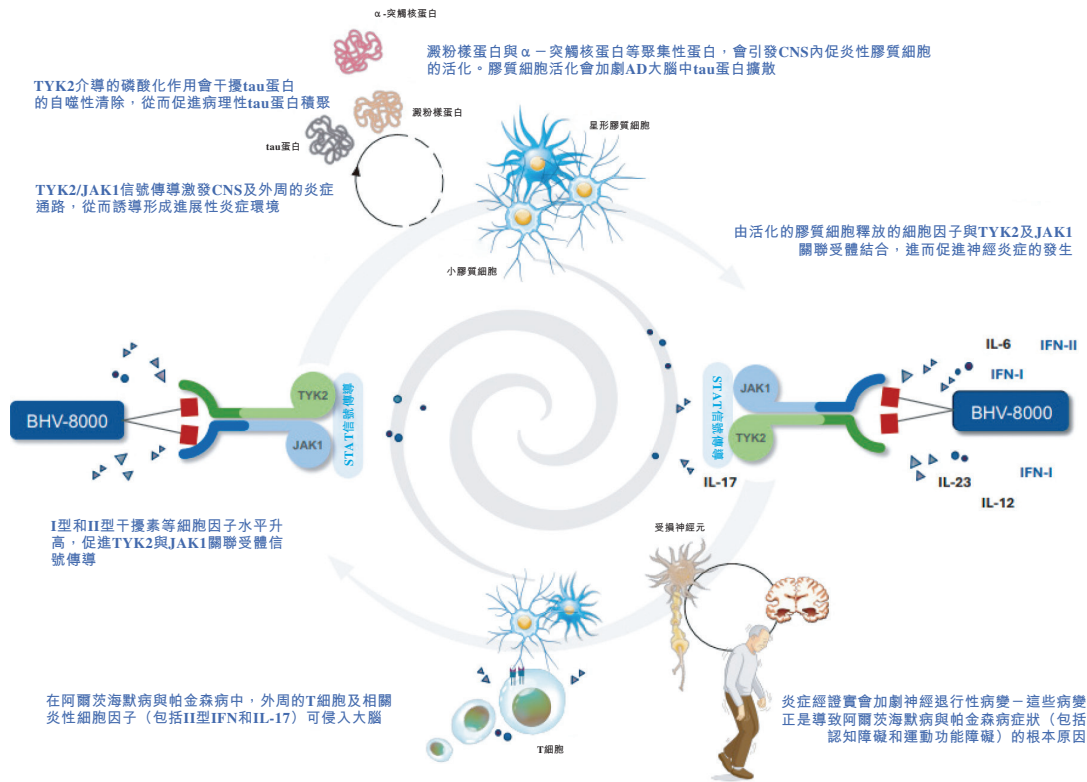 α-突觸核蛋白
澱粉樣蛋白與α－突觸核蛋白等聚集性蛋白，會引發CNS內促炎性膠質細胞
的活化。膠質細胞活化會加劇AD大腦中tau蛋白擴散
TYK2介導的磷酸化作用會干擾tau蛋白
的自噬性清除，從而促進病理性tau蛋白積聚
澱粉樣蛋白
星形膠質細胞
tau蛋白
TYK2/JAK1信號傳導激發CNS及外周的炎症
通路，從而誘導形成進展性炎症環境
由活化的膠質細胞釋放的細胞因子與TYK2及JAK1
關聯受體結合，進而促進神經炎症的發生
小膠質細胞
BHV-8000
TYK2
JAK1
STAT信號傳導
STAT信號傳導
JAK1
TYK2
IL-17
IL-6
IFN-II
IFN-I
BHV-8000
IL-23
IFN-I
IL-12
I型和II型干擾素等細胞因子水平升
高，促進TYK2與JAK1關聯受體信
號傳導
受損神經元
在阿爾茨海默病與帕金森病中，外周的T細胞及相關
炎性細胞因子（包括II型IFN和IL-17）可侵入大腦
T細胞
炎症經證實會加劇神經退行性病變－這些病變
正是導致阿爾茨海默病與帕金森病症狀（包括
認知障礙和運動功能障礙）的根本原因